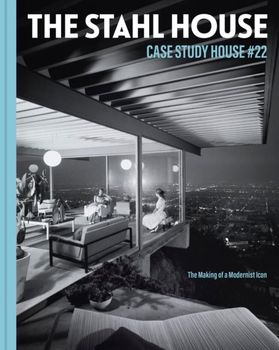 THE STAHL HOUSE
CASE STUDY HOUSE #22
The Making of a Modernist Icon